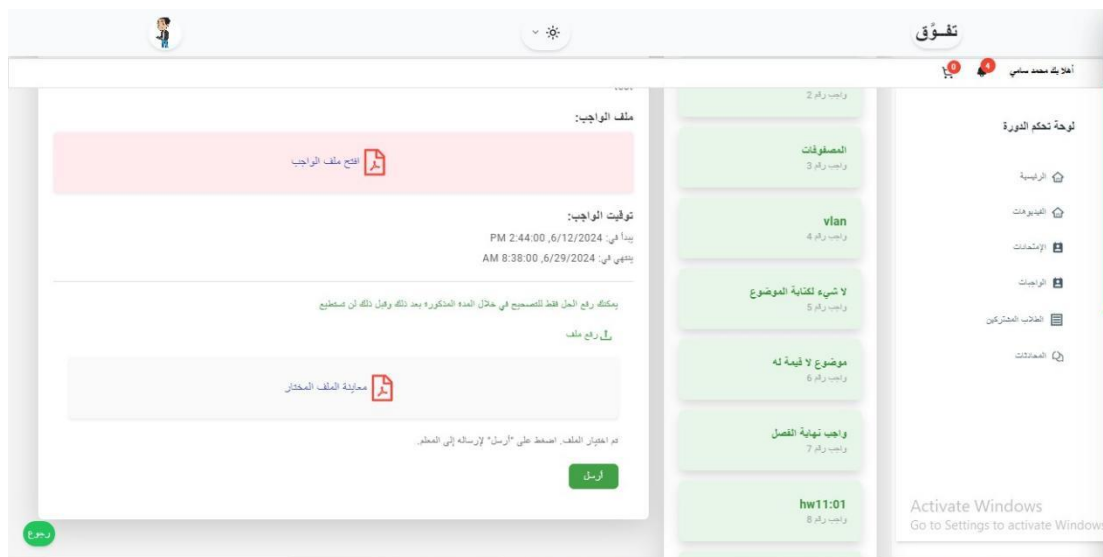 تفــوُّق
أهلا بك محمد سامي
4
0
لوحة تحكم الدورة
الرئيسية
الفيديوهات
الإمتحانات
الواجبات
الطلاب المشتركين
المحادثات
واجب رقم 2
المصفوفات
واجب رقم 3
vlan
واجب رقم 4
لا شيء لكتابة الموضوع
واجب رقم 5
موضوع لا قيمة له
واجب رقم 6
واجب نهاية الفصل
واجب رقم 7
hw11:01
واجب رقم 8
ملف الواجب:
افتح ملف الواجب
توقيت الواجب:
يبدأ في: 6/12/2024, 2:44:00 PM
ينتهي في: 6/29/2024, 8:38:00 AM
يمكنك رفع الحل فقط للتصحيح في خلال المده المذكوره بعد ذلك وقبل ذلك لن تستطيع
رفع ملف
معاينة الملف المختار
تم اختيار الملف. اضغط على "أرسل" لإرساله إلى المعلم.
أرسل
رجوع
Activate Windows
Go to Settings to activate Windows